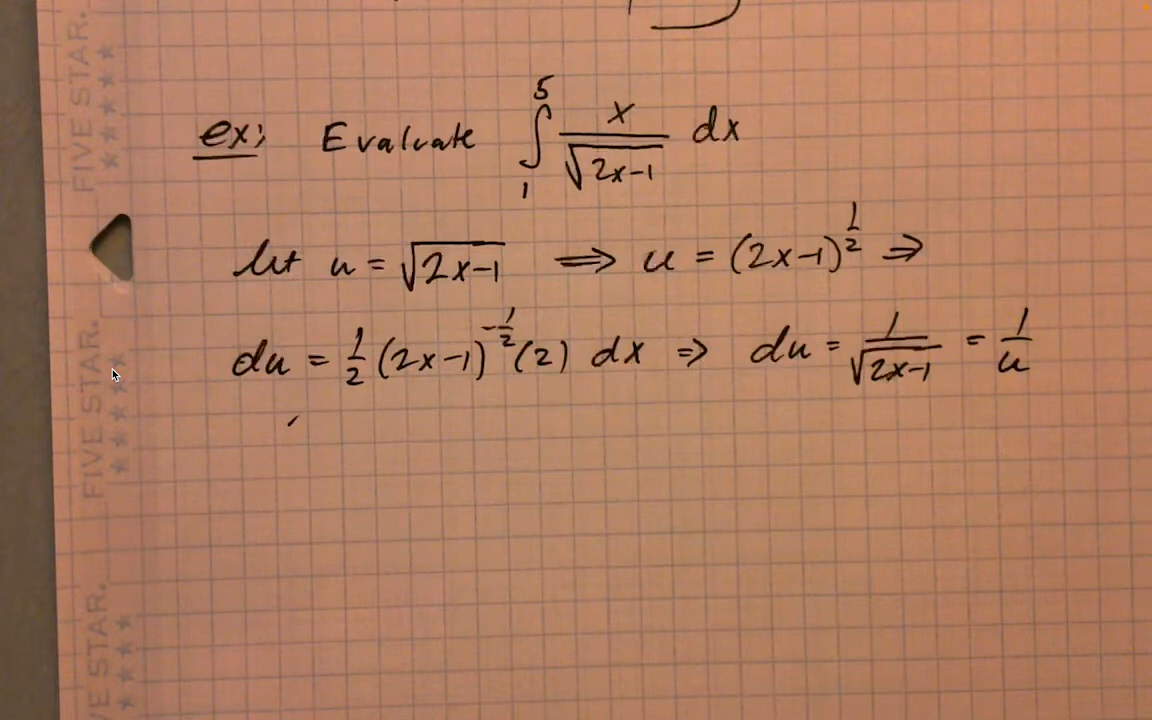 ex: Evaluate ∫₁⁵ x/√(2x-1) dx
let u = √(2x-1) ⟹ u = (2x-1)^(1/2) ⇒
du = 1/2 (2x-1)^(-1/2) (2) dx ⇒ du = 1/√(2x-1) = 1/u
FIVE STAR.
FIVE STAR.
FIVE STAR.